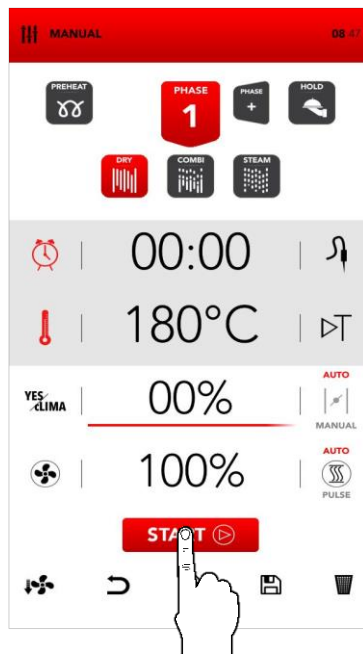 MANUAL 08:47
PREHEAT PHASE 1 PHASE + HOLD
DRY COMBI STEAM
00:00
180°C ▷T
YES/CLIMA 00% AUTO MANUAL
100% AUTO PULSE
START